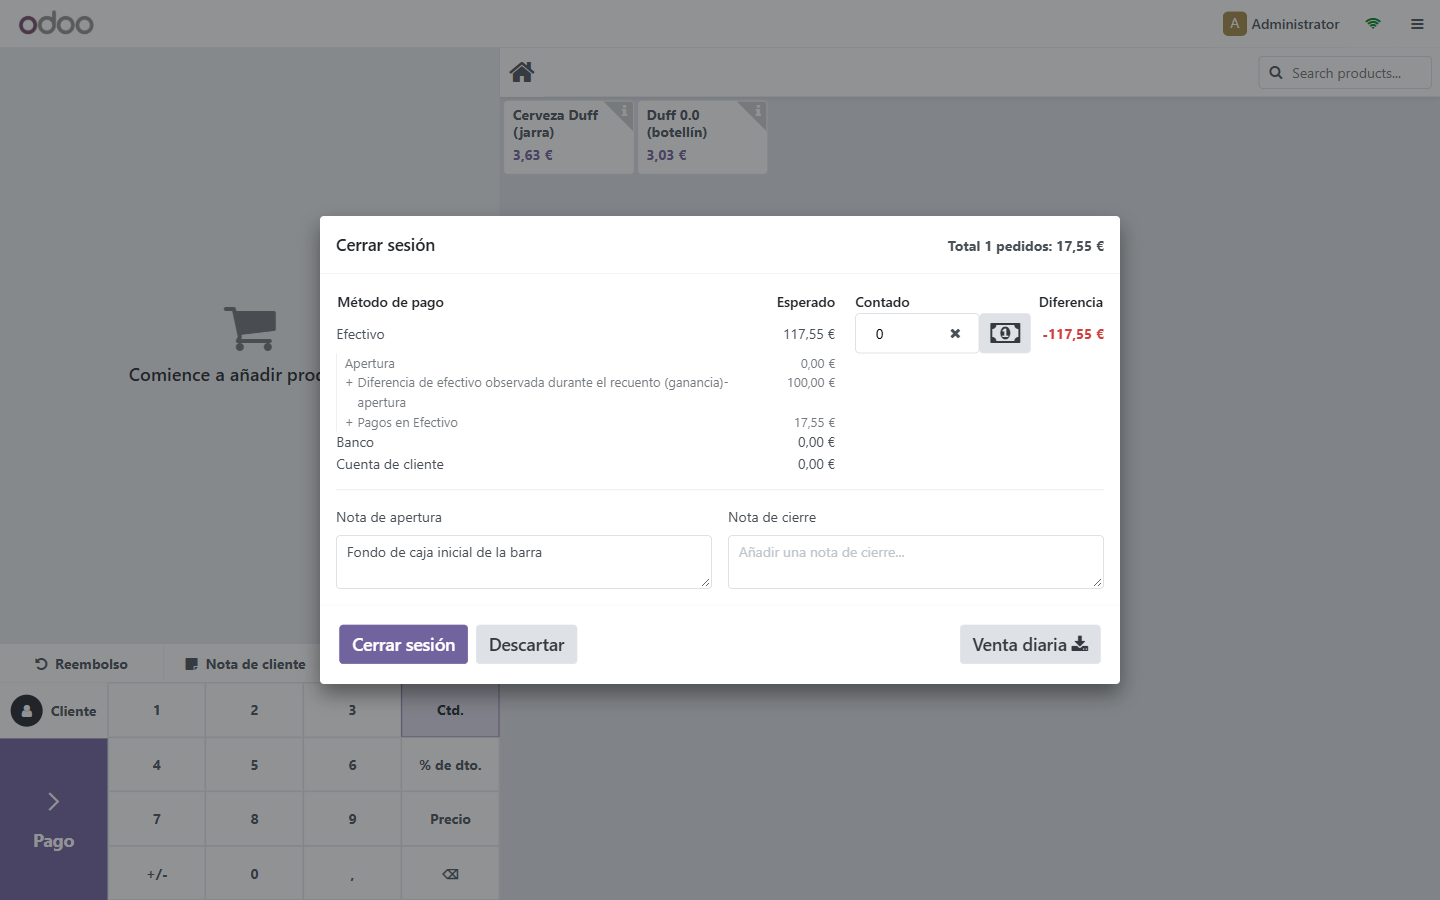 odoo
A Administrator
Search products...
Cerveza Duff (jarra)
3,63 €
Duff 0.0 (botellín)
3,03 €
Comience a añadir proc
Cerrar sesión
Total 1 pedidos: 17,55 €
Método de pago Esperado Contado Diferencia
Efectivo 117,55 € 0 -117,55 €
Apertura 0,00 €
+ Diferencia de efectivo observada durante el recuento (ganancia)- 100,00 €
apertura
+ Pagos en Efectivo 17,55 €
Banco 0,00 €
Cuenta de cliente 0,00 €
Nota de apertura
Fondo de caja inicial de la barra
Nota de cierre
Añadir una nota de cierre...
Cerrar sesión
Descartar
Venta diaria
Reembolso
Nota de cliente
Cliente
1 2 3 Ctd.
4 5 6 % de dto.
Pago
7 8 9 Precio
+/- 0 ,